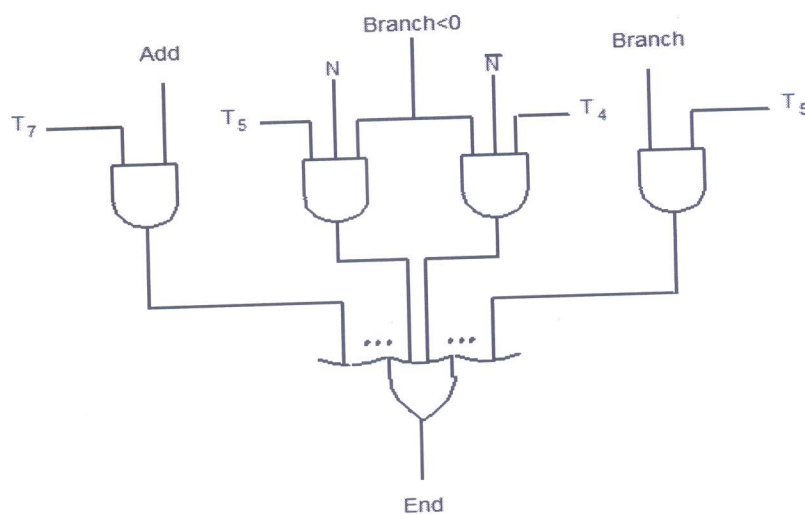 Branch<0
Add
Branch
N
N̅
T₇
T₅
T₄
T₅
...
...
End